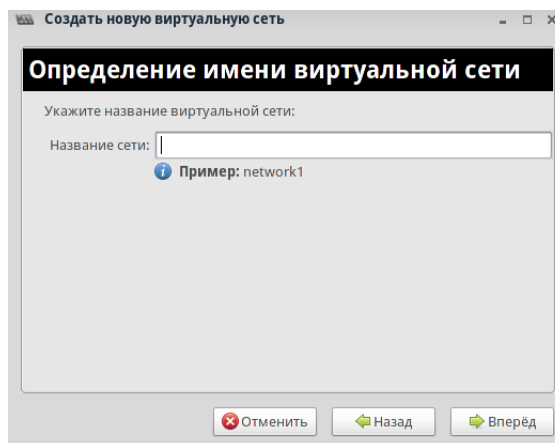 Создать новую виртуальную сеть
Определение имени виртуальной сети
Укажите название виртуальной сети:
Название сети:
Пример: network1
Отменить
Назад
Вперёд